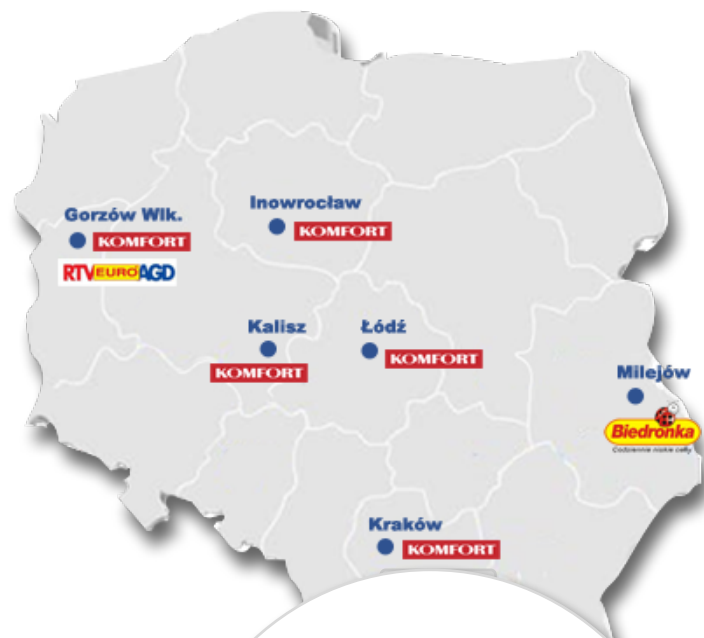 Inowrocław
KOMFORT
Gorzów Wlk.
KOMFORT
RTV EURO AGD
Kalisz
KOMFORT
Łódź
KOMFORT
Milejów
Biedronka
Codziennie niskie ceny
Kraków
KOMFORT